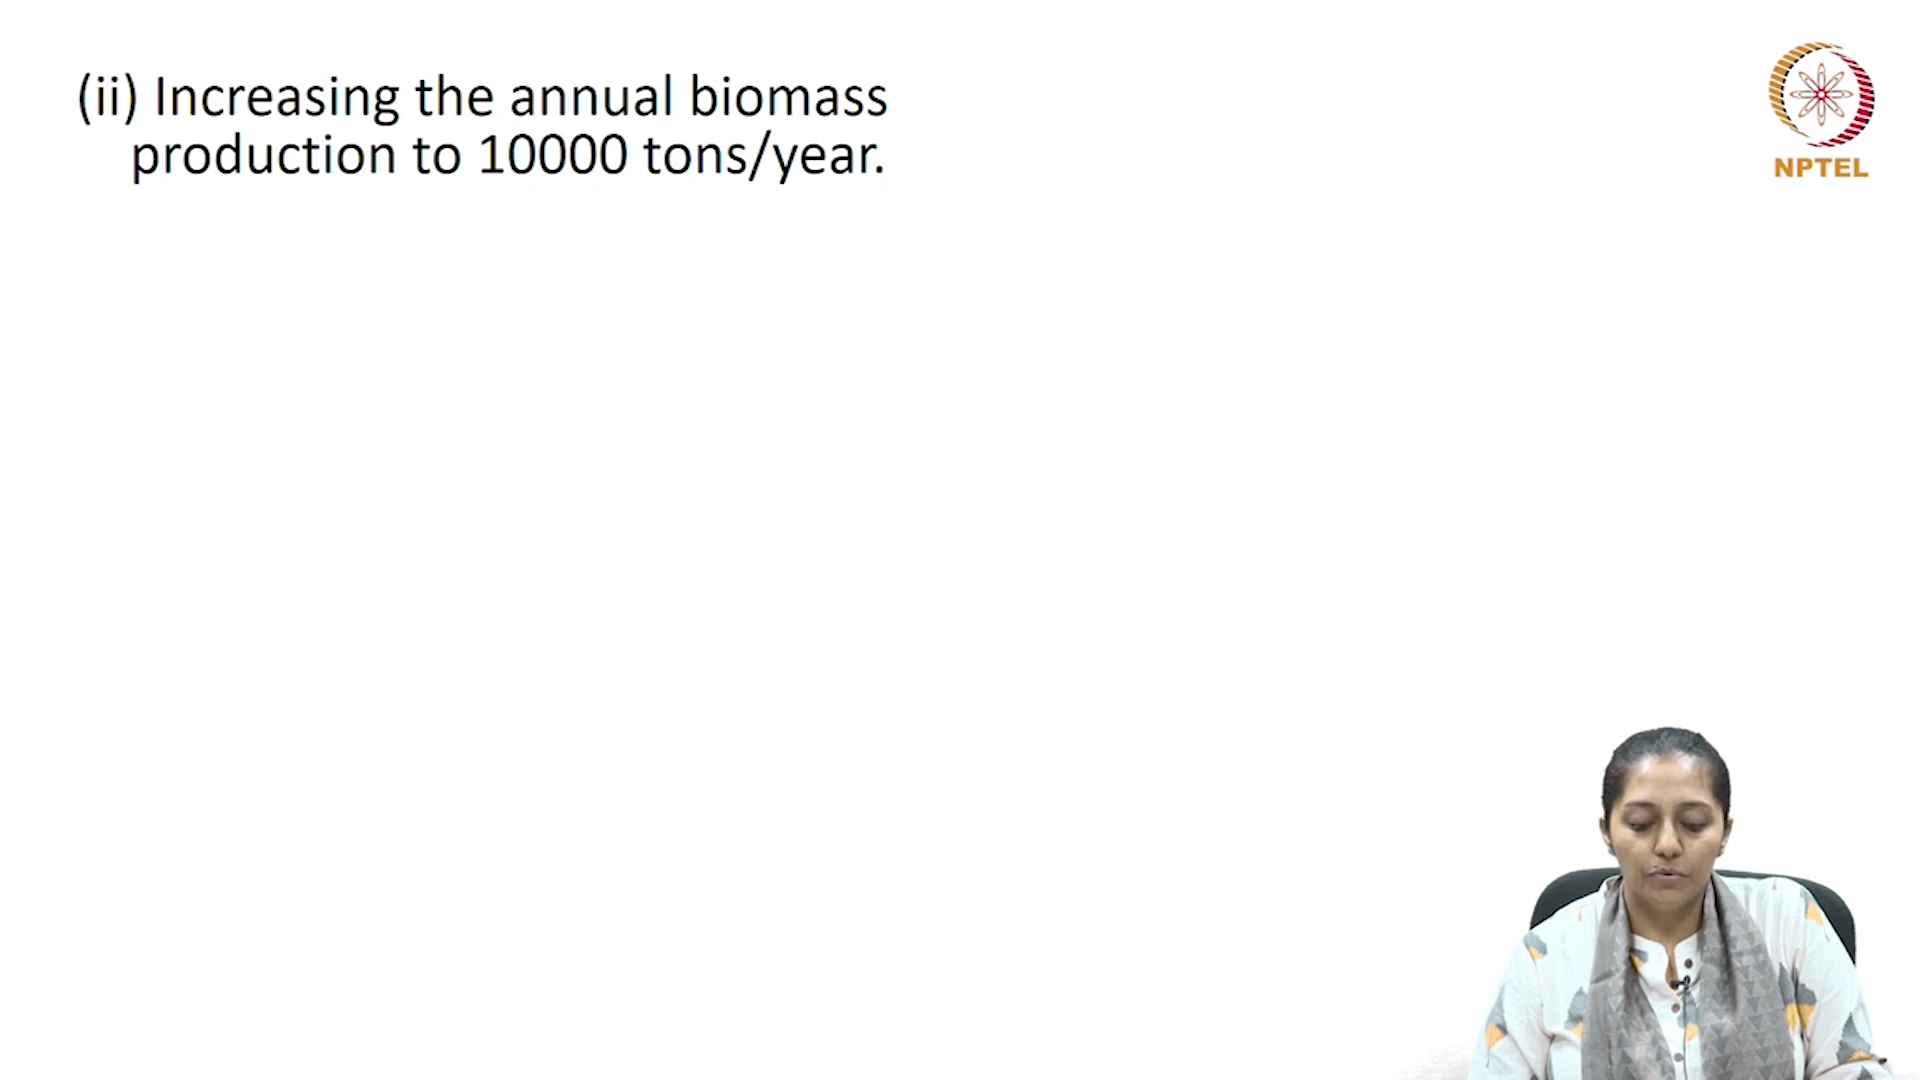 (ii) Increasing the annual biomass
production to 10000 tons/year.
NPTEL